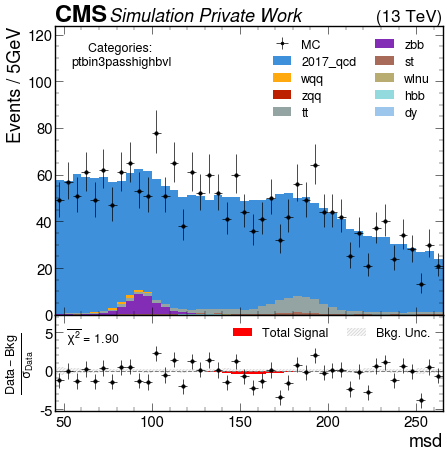 CMS Simulation Private Work (13 TeV)
Events / 5GeV
120
100
80
60
40
20
0
Categories:
ptbin3passhighbvl
MC
2017_qcd
wqq
zqq
tt
zbb
st
wlnu
hbb
dy
Data − Bkg
σData
5
0
−5
χ² = 1.90
Total Signal
Bkg. Unc.
50 100 150 200 250
msd